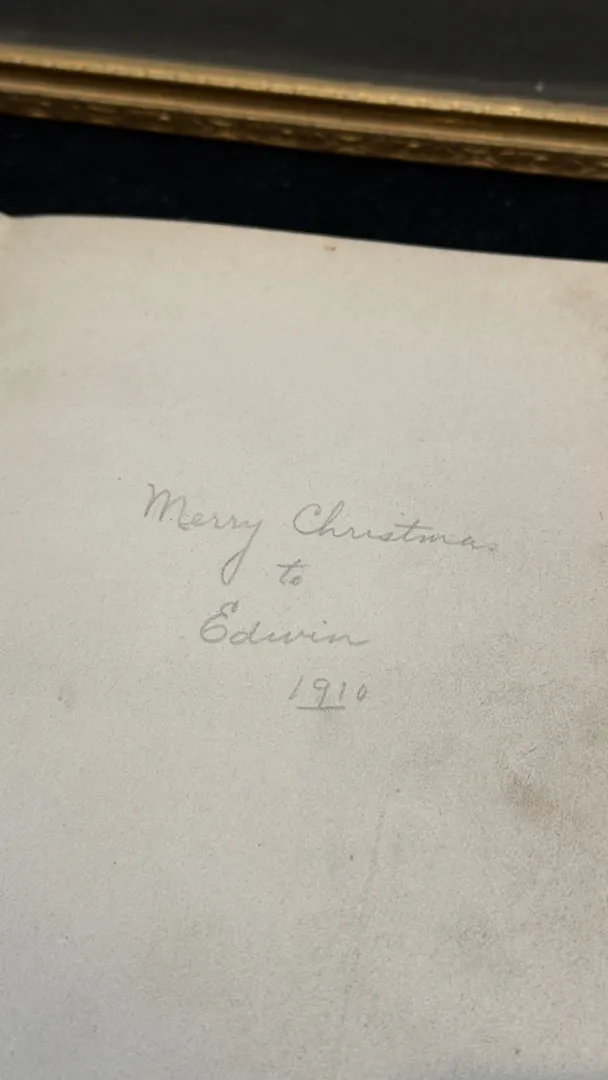 Merry Christmas
to
Edwin
1910